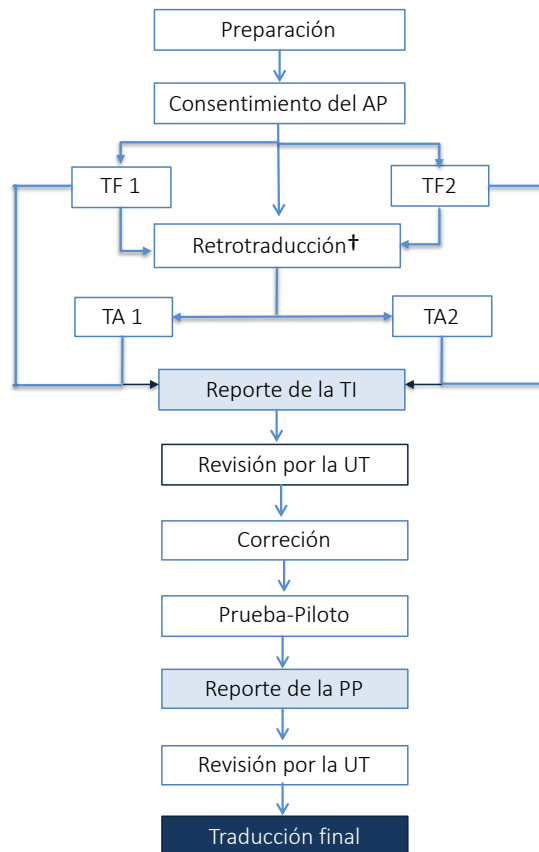 Preparación
Consentimiento del AP
TF 1
TF2
Retrotraducción†
TA 1
TA2
Reporte de la TI
Revisión por la UT
Correción
Prueba-Piloto
Reporte de la PP
Revisión por la UT
Traducción final